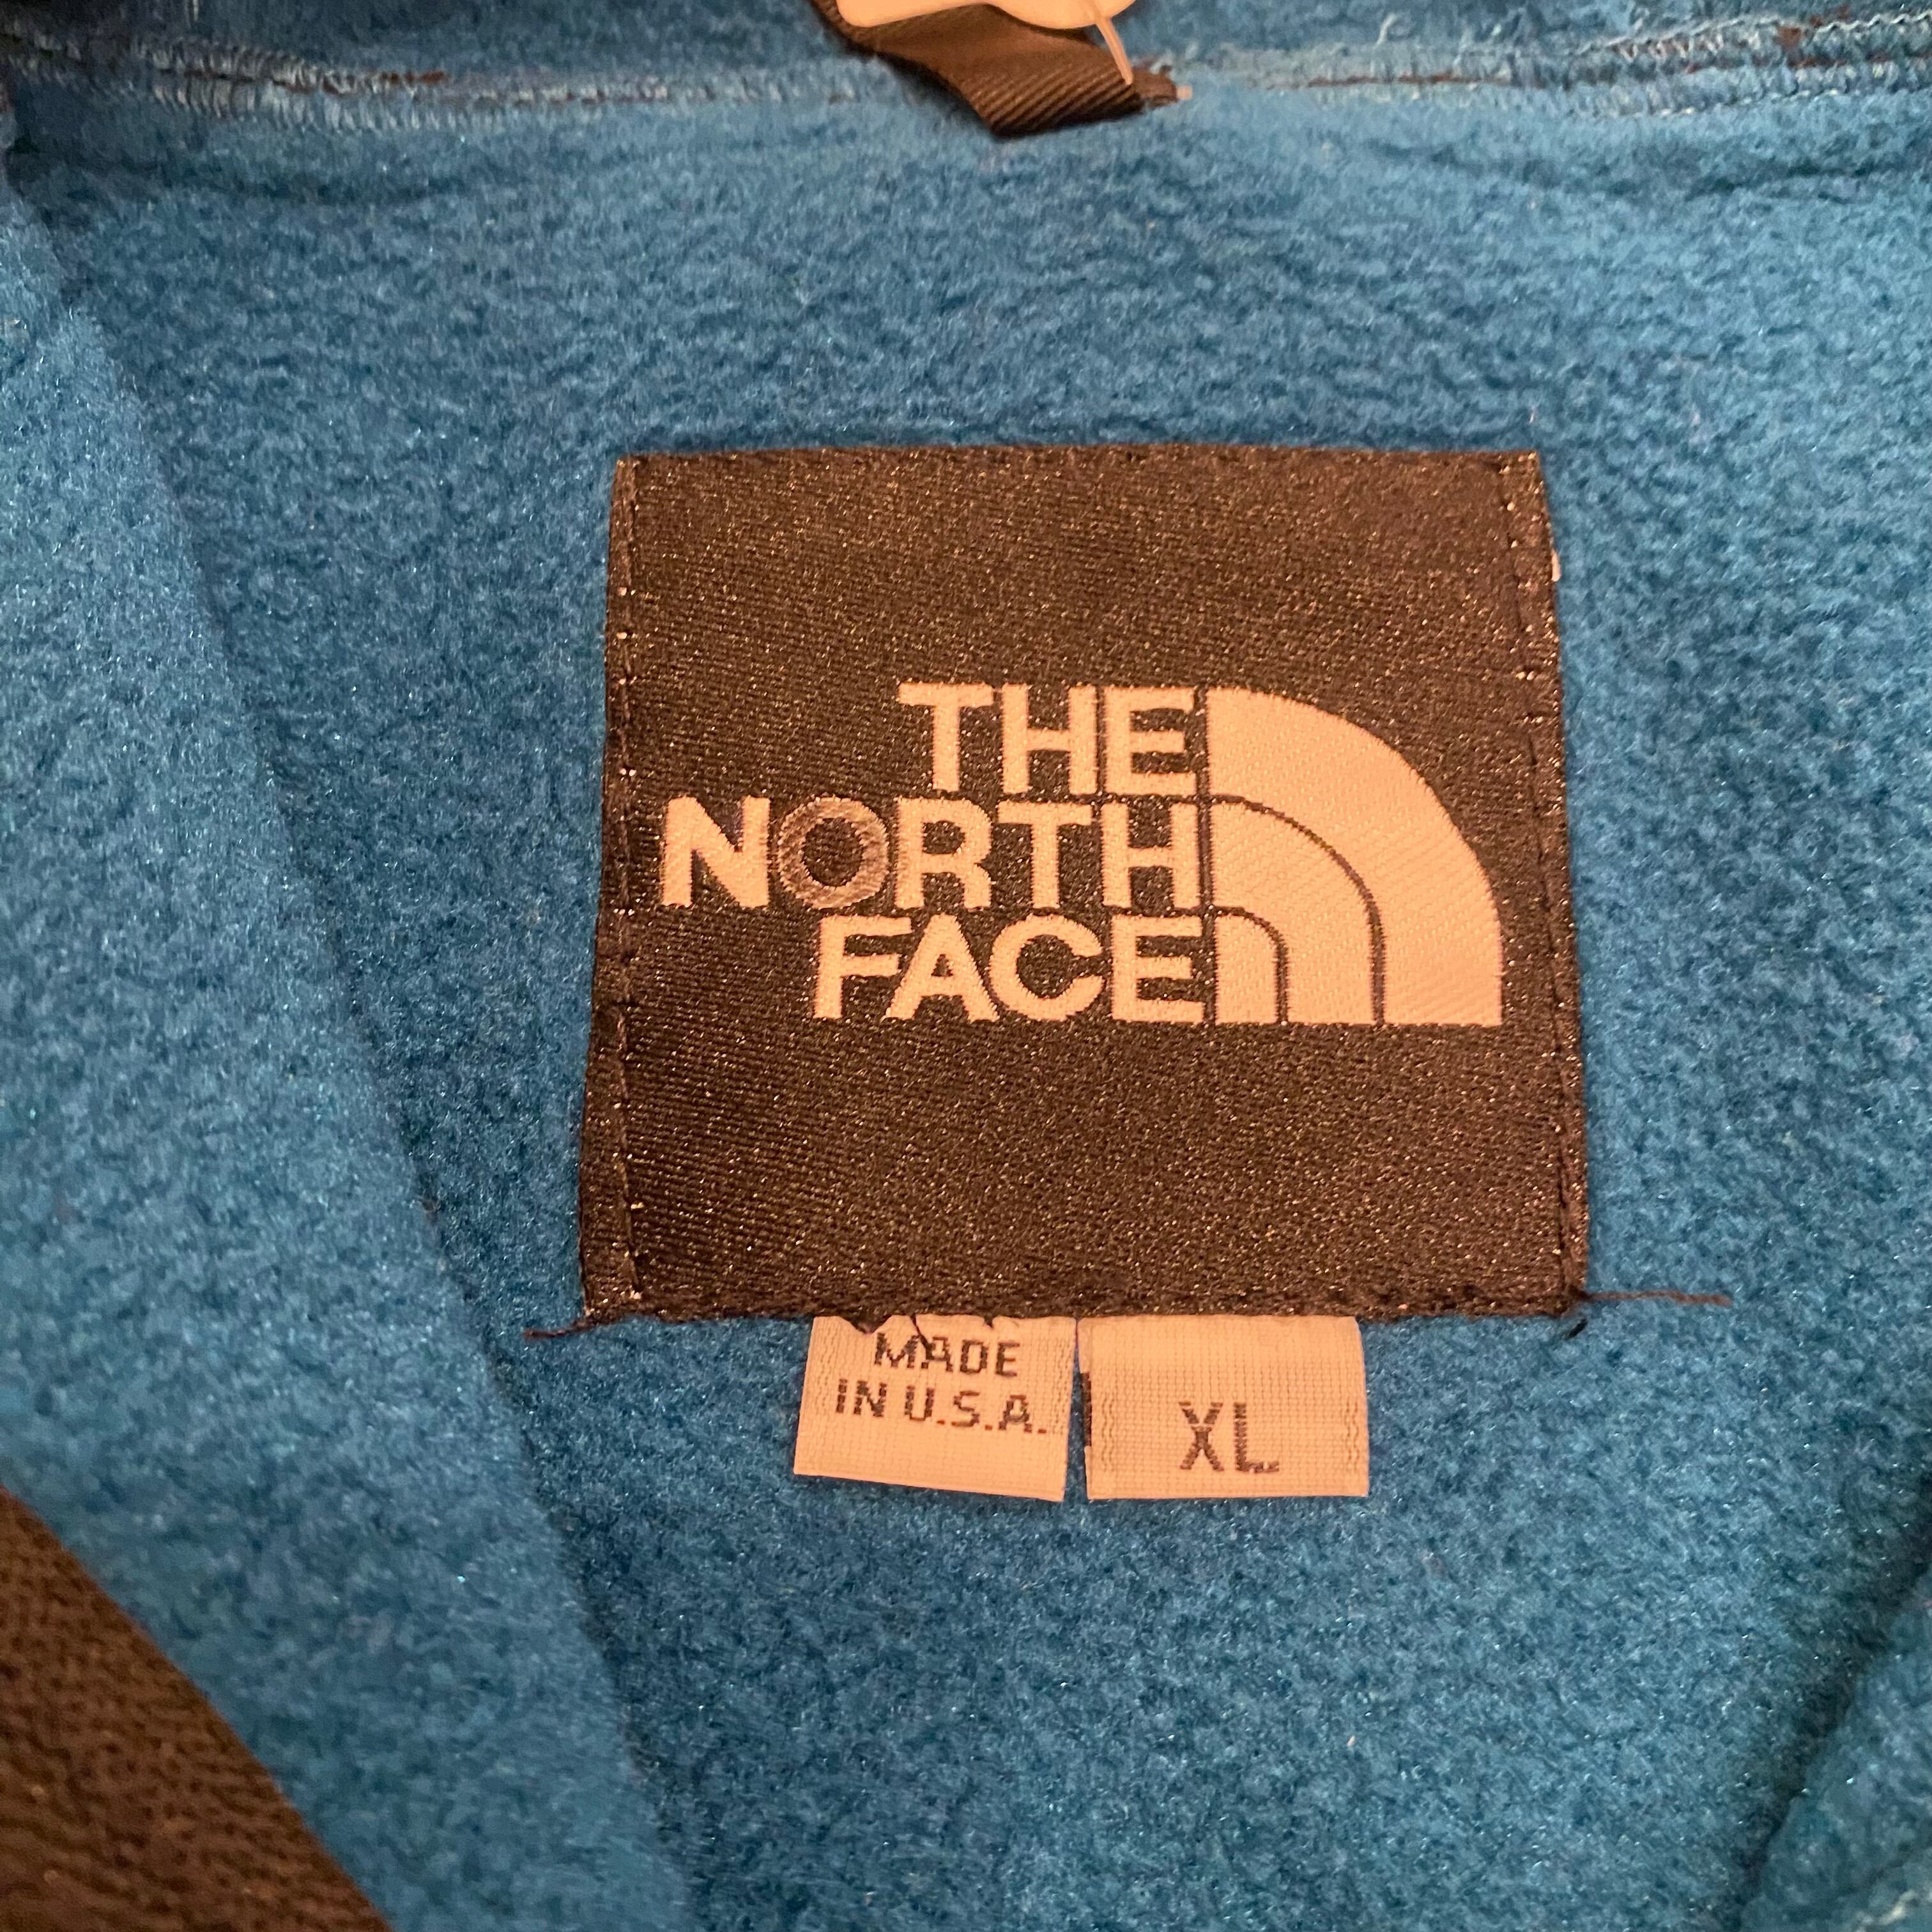 THE
NORTH
FACE
MADE
IN U.S.A.
XL